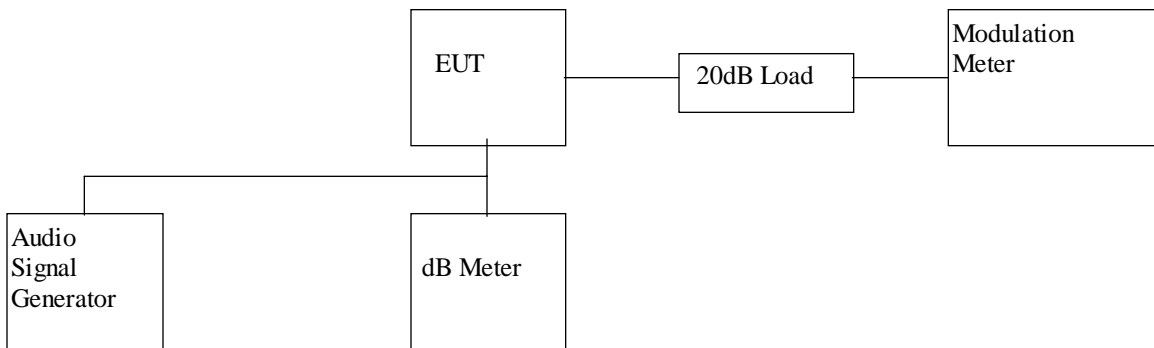 EUT
20dB Load
Modulation
Meter
Audio
Signal
Generator
dB Meter